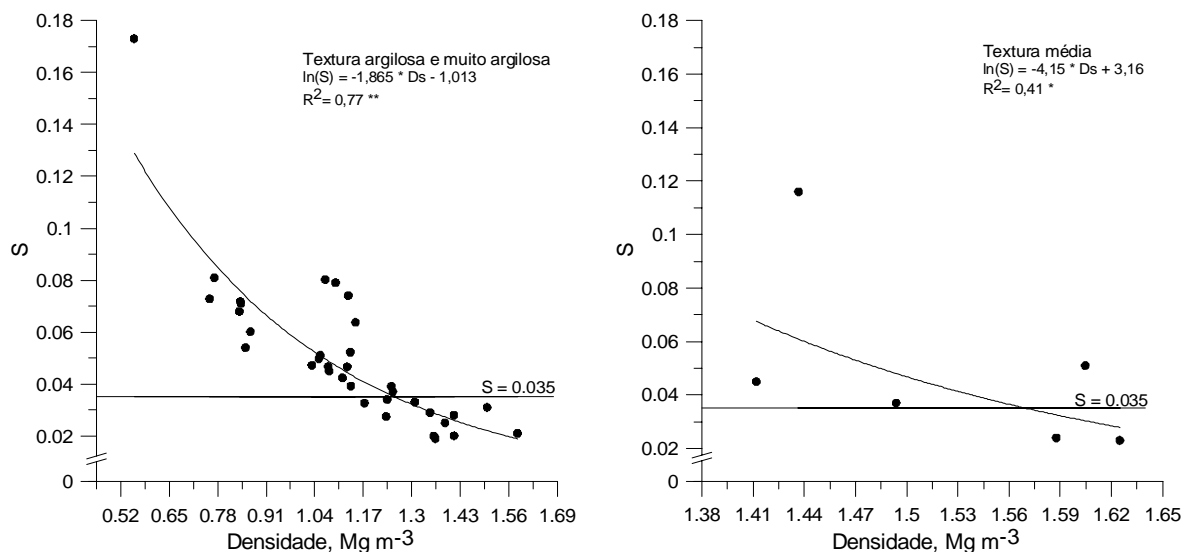 0.18
0.16
0.14
0.12
0.1
0.08
0.06
0.04
0.02
0
S
Textura argilosa e muito argilosa
ln(S) = -1,865 * Ds - 1,013
R2= 0,77 **
S = 0.035
0.52 0.65 0.78 0.91 1.04 1.17 1.3 1.43 1.56 1.69
Densidade, Mg m-3
0.18
0.16
0.14
0.12
0.1
0.08
0.06
0.04
0.02
0
S
Textura média
ln(S) = -4,15 * Ds + 3,16
R2= 0,41 *
S = 0.035
1.38 1.41 1.44 1.47 1.5 1.53 1.56 1.59 1.62 1.65
Densidade, Mg m-3